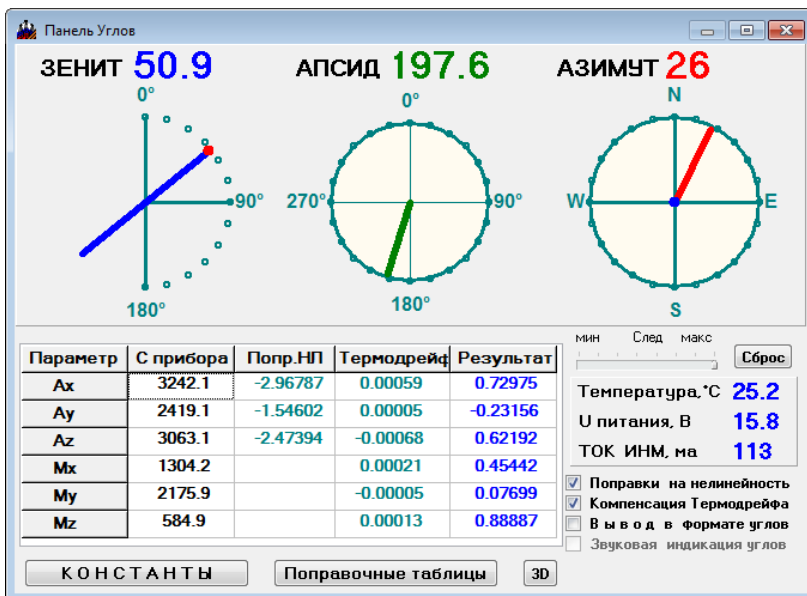 Панель Углов
ЗЕНИТ 50.9 АПСИД 197.6 АЗИМУТ 26
0° 0° N
90° 270° 90° W E
180° 180° S
мин След макс
Сброс
Параметр С прибора Попр.НП Термодрейф Результат
Ax 3242.1 -2.96787 0.00059 0.72975
Ay 2419.1 -1.54602 0.00005 -0.23156
Az 3063.1 -2.47394 -0.00068 0.62192
Mx 1304.2 0.00021 0.45442
My 2175.9 -0.00005 0.07699
Mz 584.9 0.00013 0.88887
Температура,°C 25.2
U питания, В 15.8
ТОК ИНМ, ма 113
Поправки на нелинейность
Компенсация Термодрейфа
Вывод в формате углов
Звуковая индикация углов
КОНСТАНТЫ Поправочные таблицы 3D